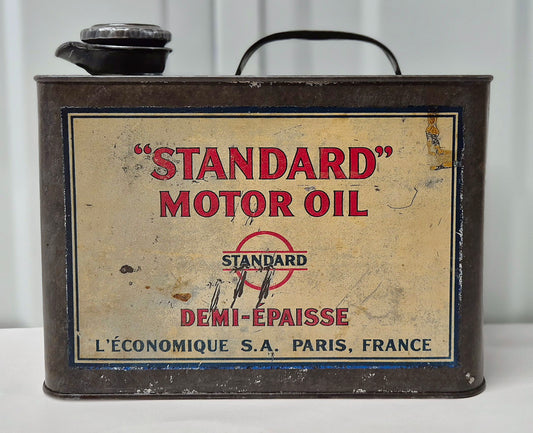 “STANDARD”
MOTOR OIL
STANDARD
DEMI-EPAISSE
L'ÉCONOMIQUE S.A. PARIS, FRANCE